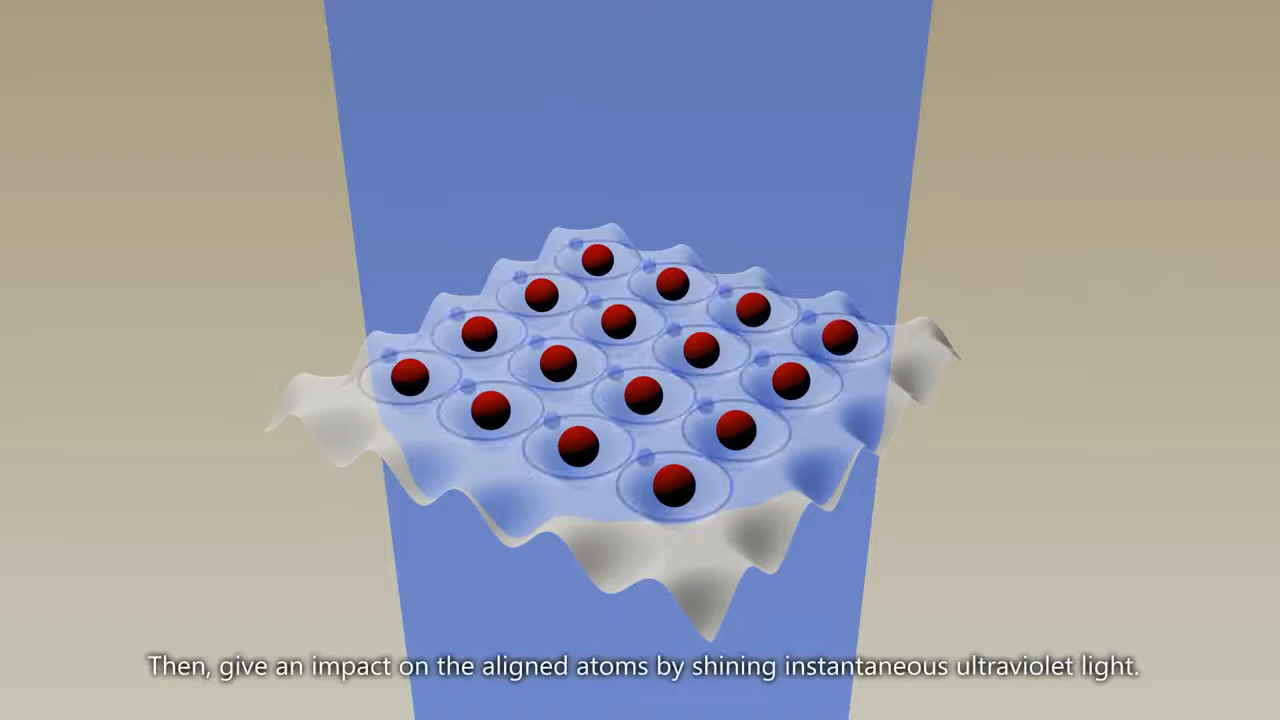 Then, give an impact on the aligned atoms by shining instantaneous ultraviolet light.